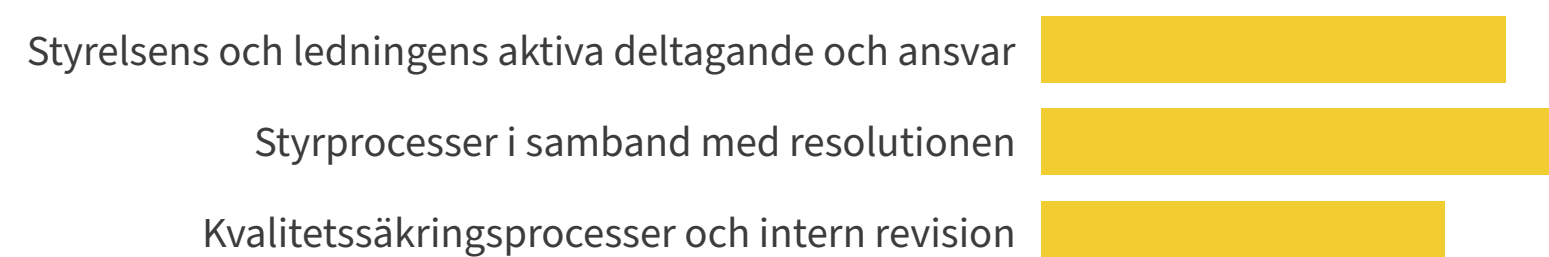 Styrelsens och ledningens aktiva deltagande och ansvar
Styrprocesser i samband med resolutionen
Kvalitetssäkringsprocesser och intern revision